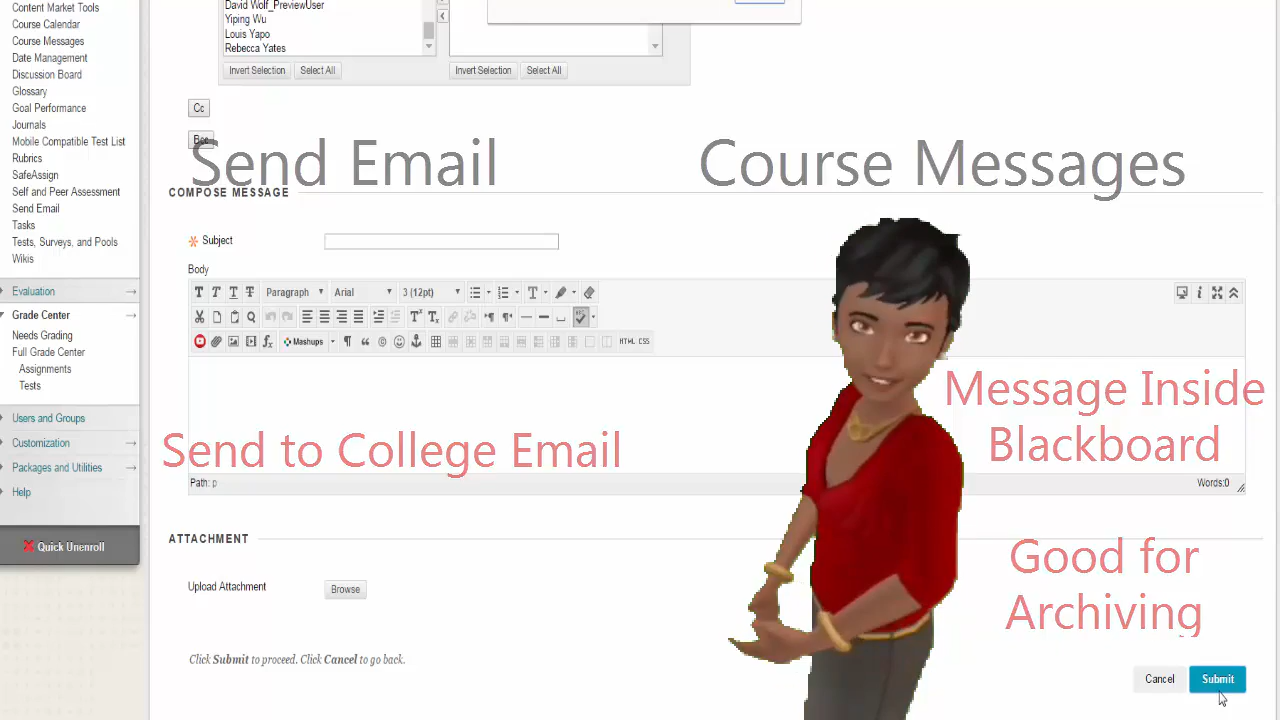 Content Market Tools
Course Calendar
Course Messages
Date Management
Discussion Board
Glossary
Goal Performance
Journals
Mobile Compatible Test List
Rubrics
SafeAssign
Self and Peer Assessment
Send Email
Tasks
Tests, Surveys, and Pools
Wikis
Evaluation
Grade Center
Needs Grading
Full Grade Center
Assignments
Tests
Users and Groups
Customization
Packages and Utilities
Help
Quick Unenroll
David Wolf_PreviewUser
Yiping Wu
Louis Yapo
Rebecca Yates
Invert Selection Select All Invert Selection Select All
Cc
Bcc
Send Email Course Messages
COMPOSE MESSAGE
Subject
Body
T T T T Paragraph Arial 3 (12pt) T
Mashups HTML CSS
Message Inside
Blackboard
Send to College Email
Path: p Words:0
ATTACHMENT
Good for
Archiving
Upload Attachment Browse
Click Submit to proceed. Click Cancel to go back.
Cancel Submit